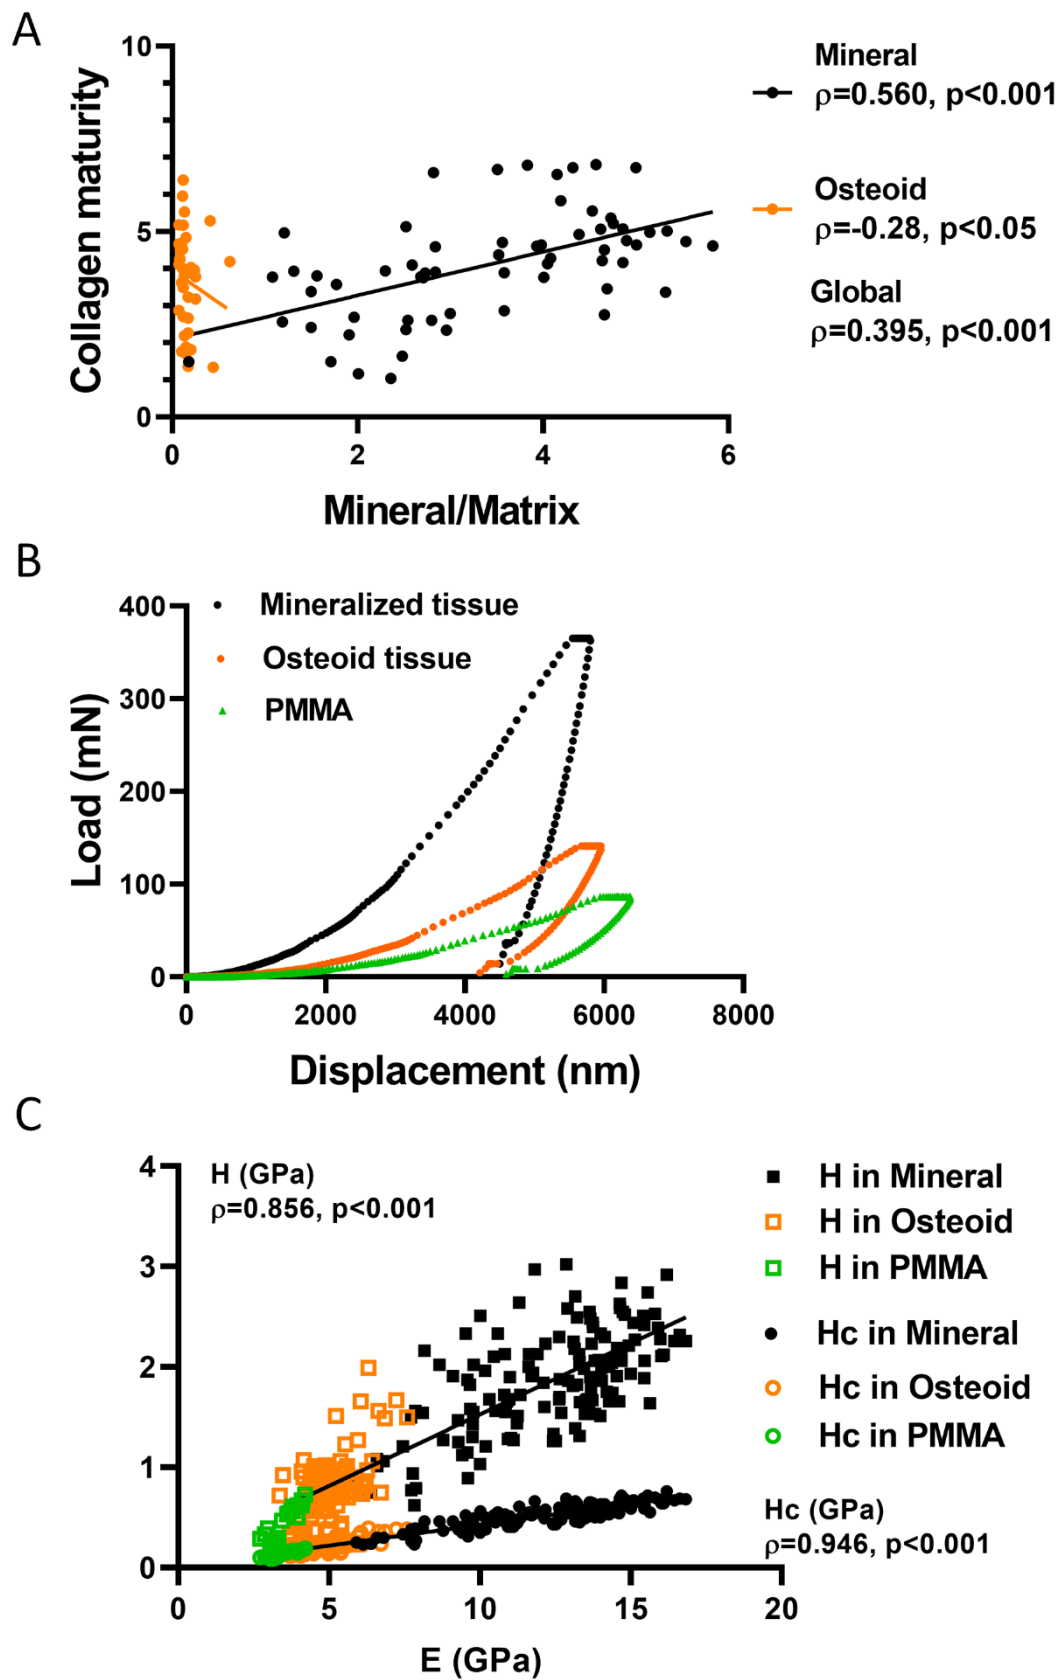 A
Collagen maturity
10
5
0
0 2 4 6
Mineral/Matrix
Mineral
ρ=0.560, p<0.001
Osteoid
ρ=-0.28, p<0.05
Global
ρ=0.395, p<0.001
B
Load (mN)
400
300
200
100
0
0 2000 4000 6000 8000
Displacement (nm)
Mineralized tissue
Osteoid tissue
PMMA
C
4
3
2
1
0
0 5 10 15 20
E (GPa)
H (GPa)
ρ=0.856, p<0.001
H in Mineral
H in Osteoid
H in PMMA
Hc in Mineral
Hc in Osteoid
Hc in PMMA
Hc (GPa)
ρ=0.946, p<0.001